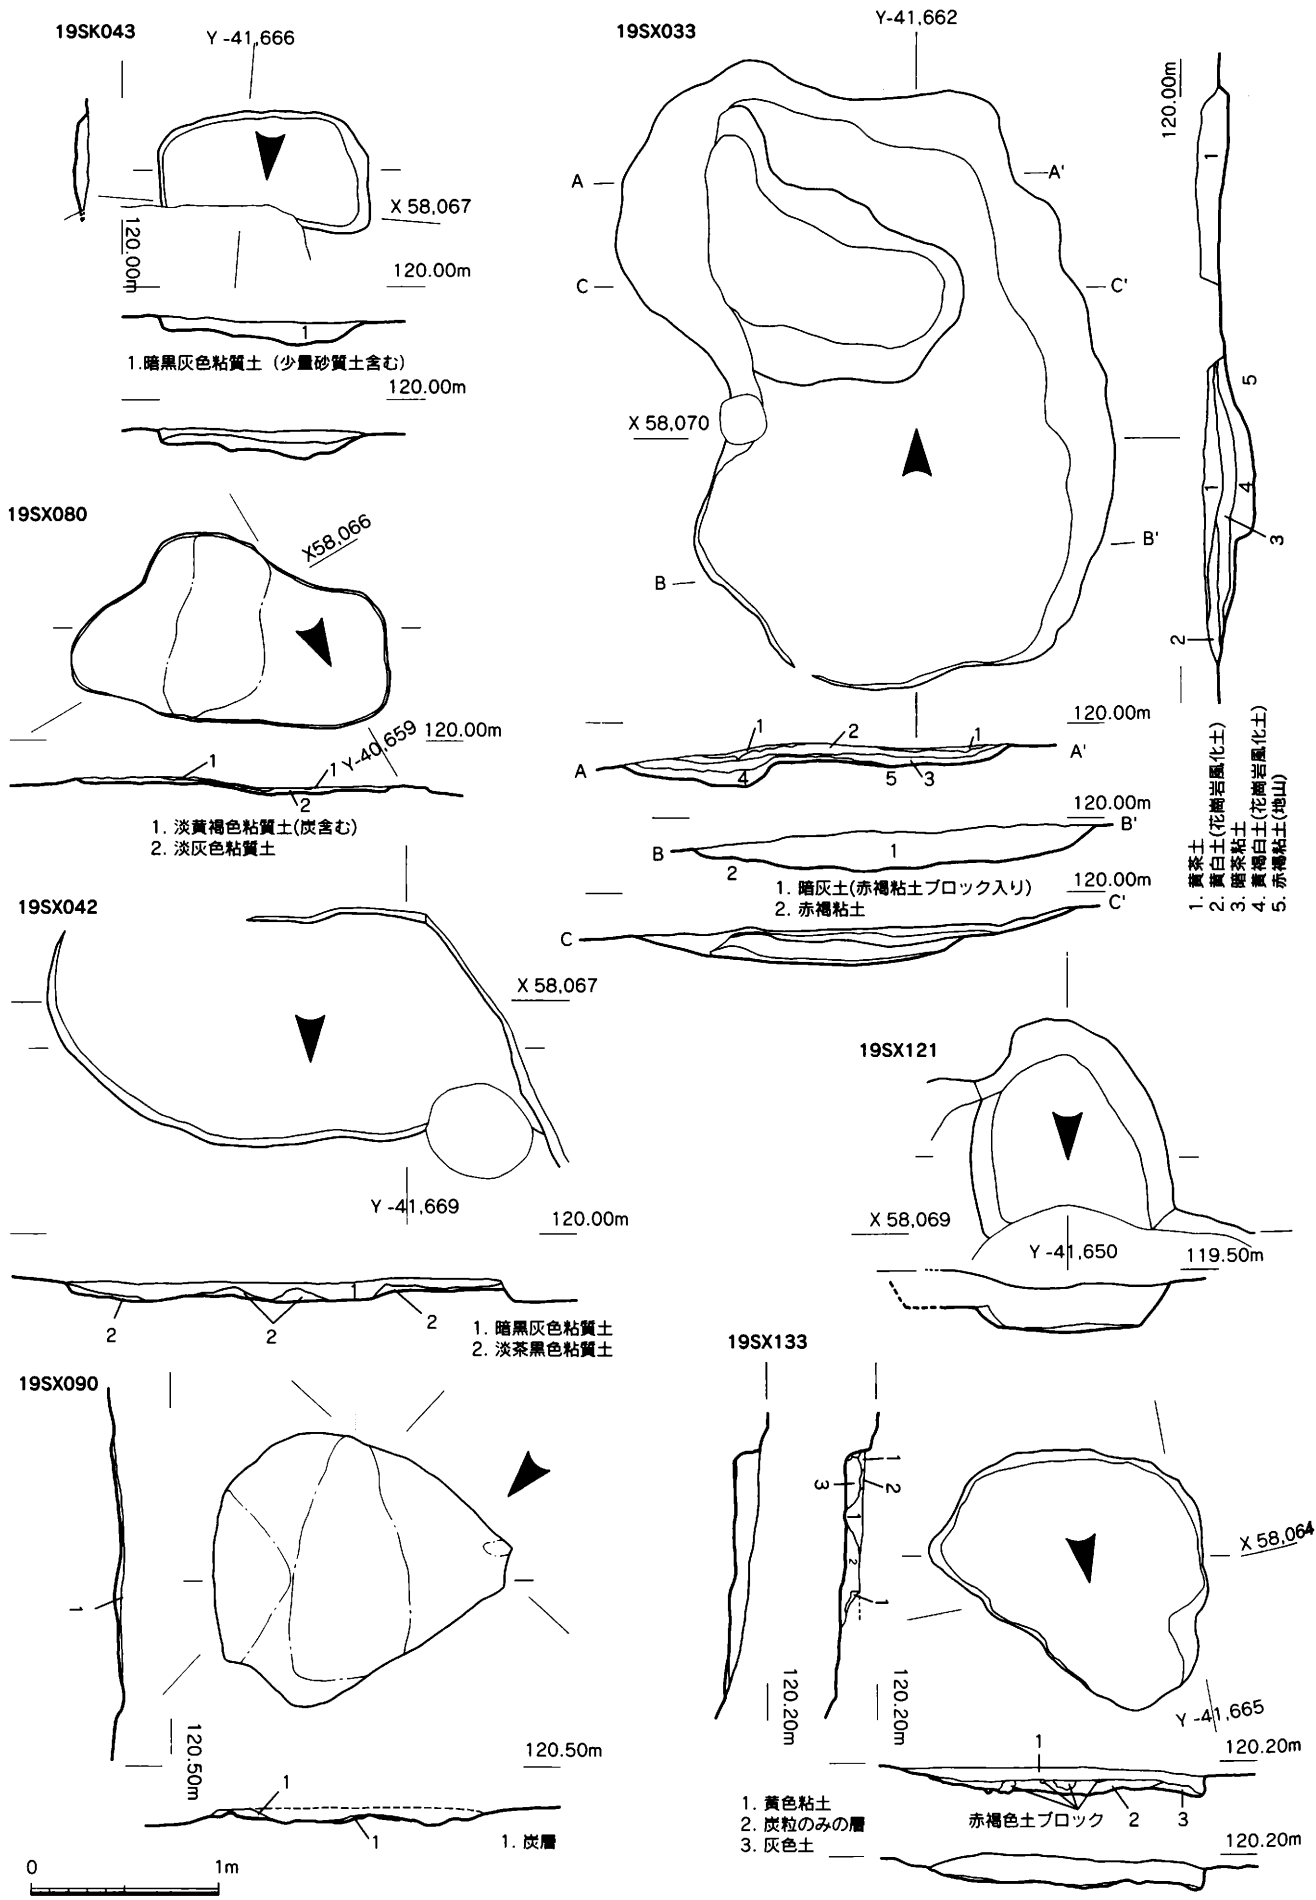 19SK043
Y -41,666
X 58,067
120.00m
120.00m
1
1.暗黒灰色粘質土 (少量砂質土含む)
120.00m
19SX033
Y-41,662
A
A'
C
C'
X 58,070
B
B'
120.00m
1
5
1
4
3
2
1. 黄茶土
2. 黄白土(花崗岩風化土)
3. 暗茶粘土
4. 黄褐白土(花崗岩風化土)
5. 赤褐粘土(地山)
120.00m
1
2
1
A
4
5
3
A'
120.00m
B
1
2
B'
1. 暗灰土(赤褐粘土ブロック入り)
2. 赤褐粘土
120.00m
C
C'
19SX080
X58,066
Y-40,659
120.00m
1
1
2
1. 淡黄褐色粘質土(炭含む)
2. 淡灰色粘質土
19SX042
X 58,067
Y -41,669
120.00m
1
2
2
2
1. 暗黒灰色粘質土
2. 淡茶黒色粘質土
19SX121
X 58,069
Y -41,650
119.50m
19SX090
1
120.50m
120.50m
1
1
1. 炭層
19SX133
1
2
3
1
2
1
120.20m
120.20m
X 58,064
Y -41,665
120.20m
1
赤褐色土ブロック
2
3
1. 黄色粘土
2. 炭粒のみの層
3. 灰色土
120.20m
0
1m